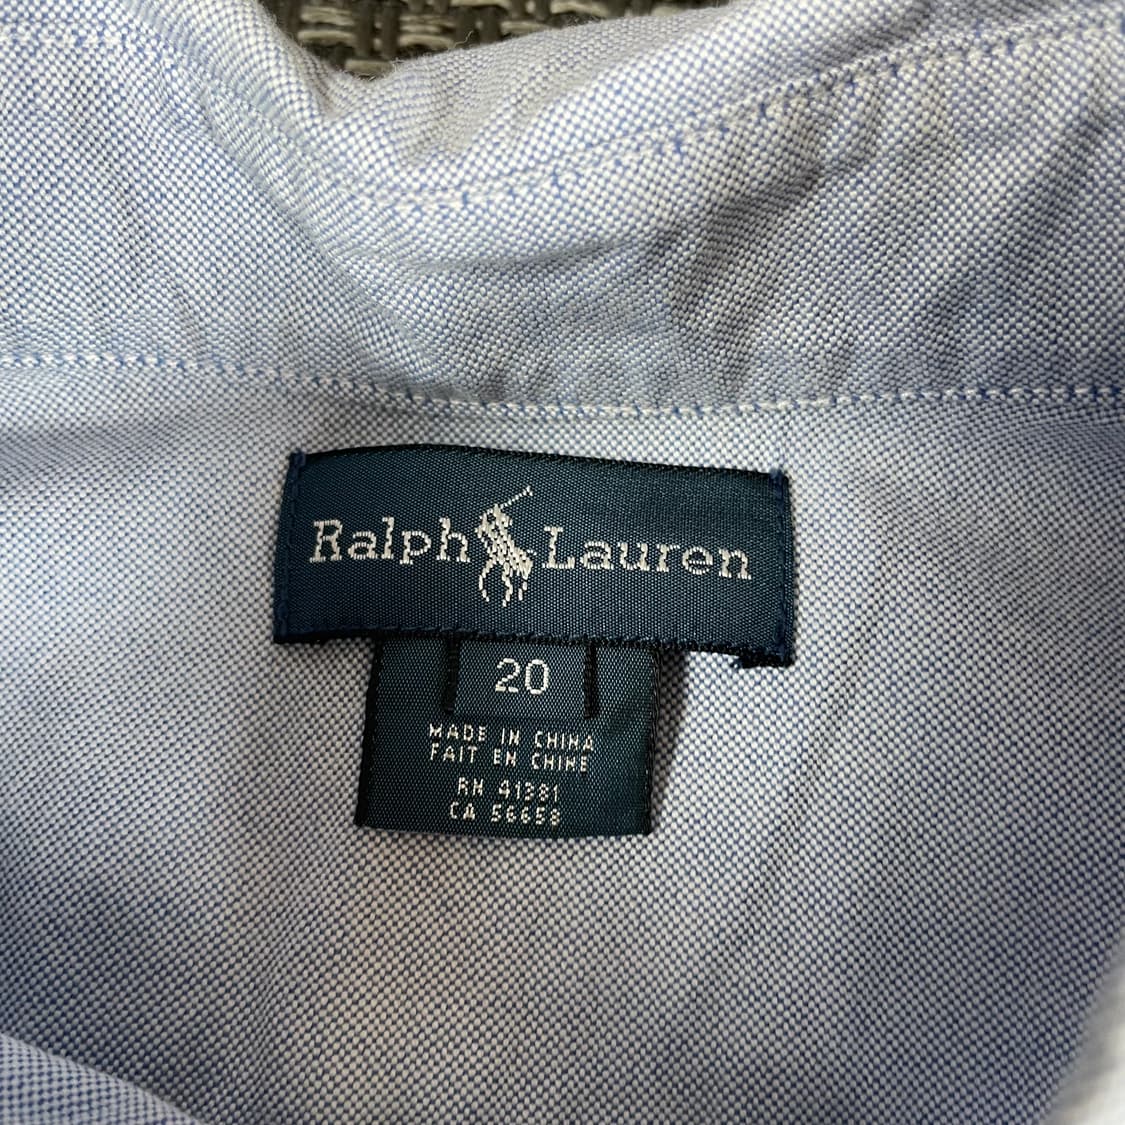 Ralph Lauren
20
MADE IN CHINA
FAIT EN CHINE
RN 41381
CA 56658